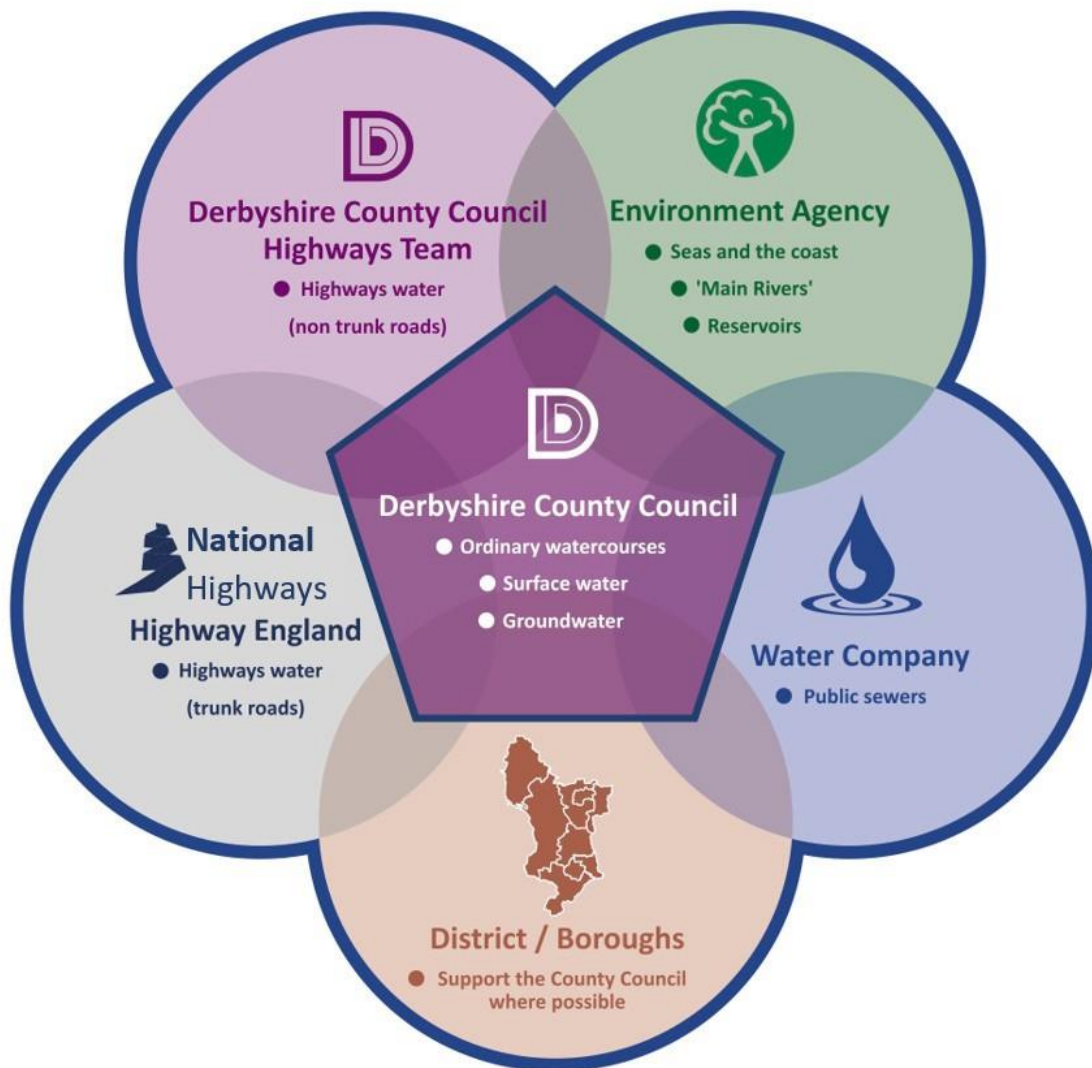 Derbyshire County Council
Highways Team
● Highways water
(non trunk roads)
Environment Agency
● Seas and the coast
● 'Main Rivers'
● Reservoirs
Derbyshire County Council
● Ordinary watercourses
● Surface water
● Groundwater
National
Highways
Highway England
● Highways water
(trunk roads)
Water Company
● Public sewers
District / Boroughs
● Support the County Council
where possible